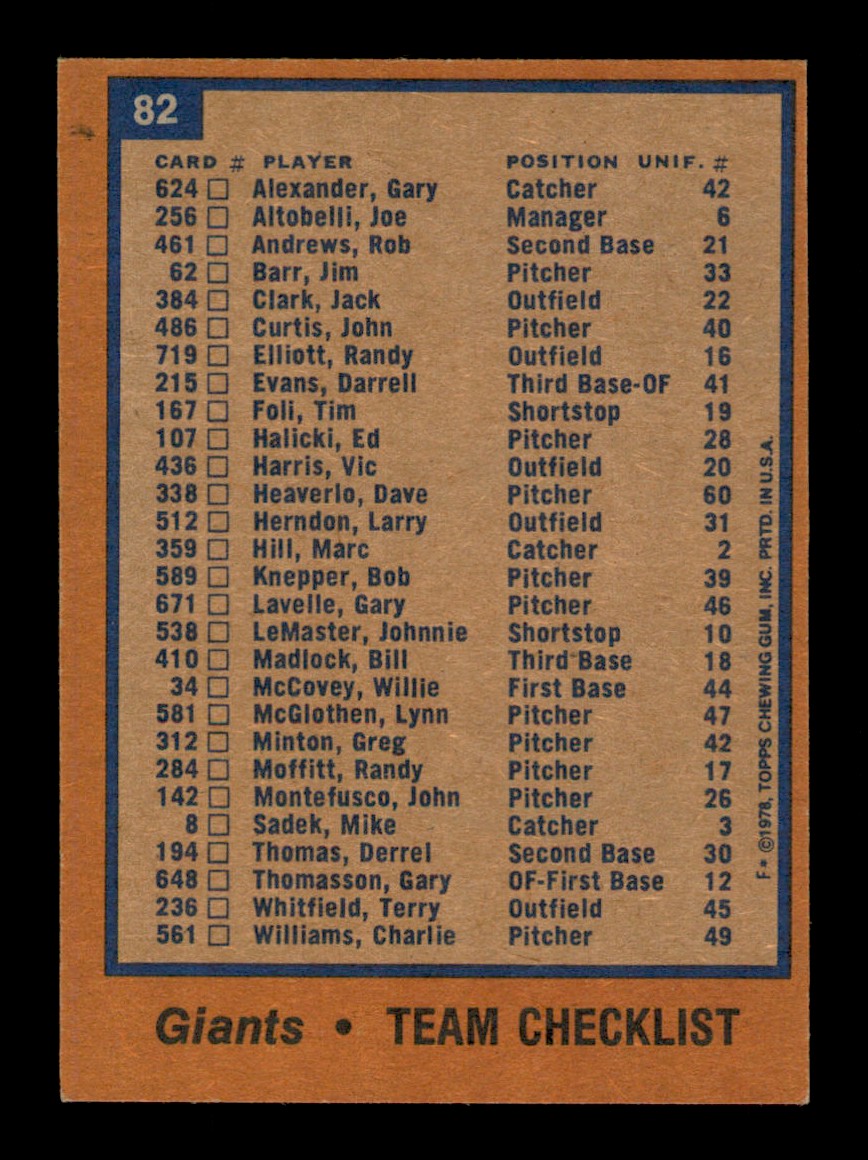 82
CARD # PLAYER POSITION UNIF. #
624 Alexander, Gary Catcher 42
256 Altobelli, Joe Manager 6
461 Andrews, Rob Second Base 21
62 Barr, Jim Pitcher 33
384 Clark, Jack Outfield 22
486 Curtis, John Pitcher 40
719 Elliott, Randy Outfield 16
215 Evans, Darrell Third Base-OF 41
167 Foli, Tim Shortstop 19
107 Halicki, Ed Pitcher 28
436 Harris, Vic Outfield 20
338 Heaverlo, Dave Pitcher 60
512 Herndon, Larry Outfield 31
359 Hill, Marc Catcher 2
589 Knepper, Bob Pitcher 39
671 Lavelle, Gary Pitcher 46
538 LeMaster, Johnnie Shortstop 10
410 Madlock, Bill Third Base 18
34 McCovey, Willie First Base 44
581 McGlothen, Lynn Pitcher 47
312 Minton, Greg Pitcher 42
284 Moffitt, Randy Pitcher 17
142 Montefusco, John Pitcher 26
8 Sadek, Mike Catcher 3
194 Thomas, Derrel Second Base 30
648 Thomasson, Gary OF-First Base 12
236 Whitfield, Terry Outfield 45
561 Williams, Charlie Pitcher 49
F* ©1978, TOPPS CHEWING GUM, INC. PRTD. IN U.S.A.
Giants • TEAM CHECKLIST